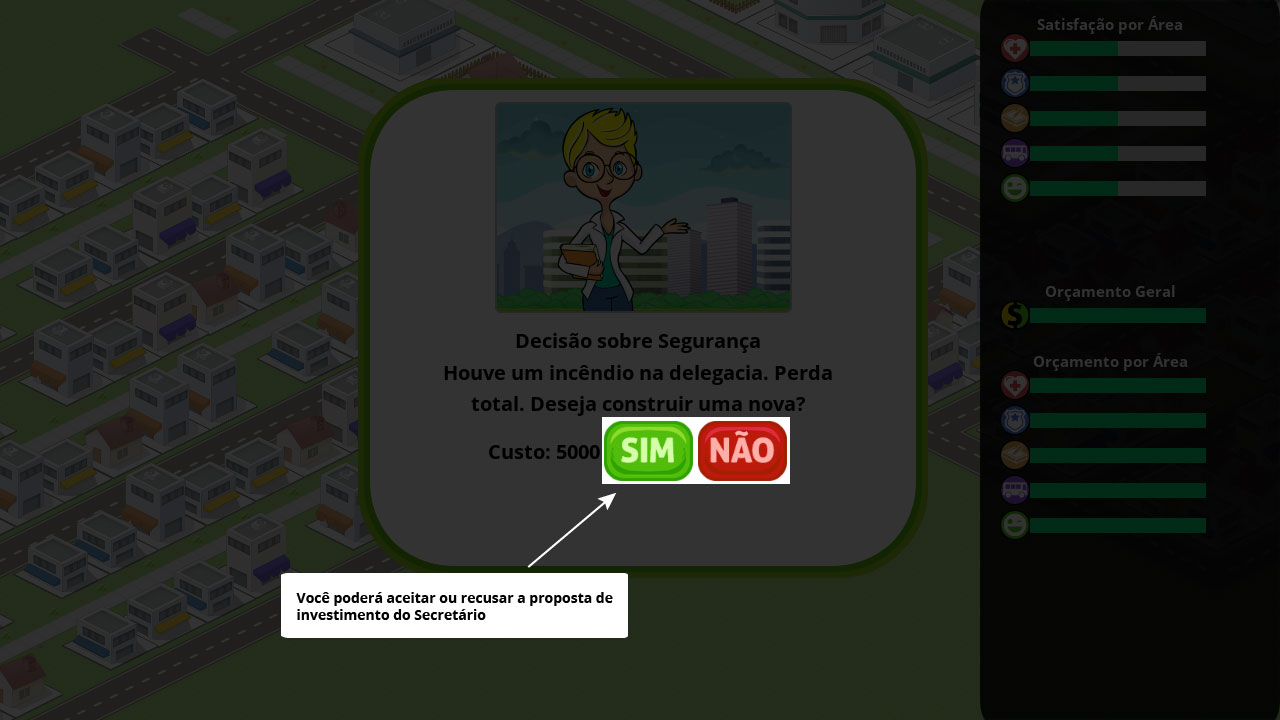 Satisfação por Área
Orçamento Geral
Orçamento por Área
Decisão sobre Segurança
Houve um incêndio na delegacia. Perda
total. Deseja construir uma nova?
Custo: 5000
SIM NÃO
Você poderá aceitar ou recusar a proposta de
investimento do Secretário